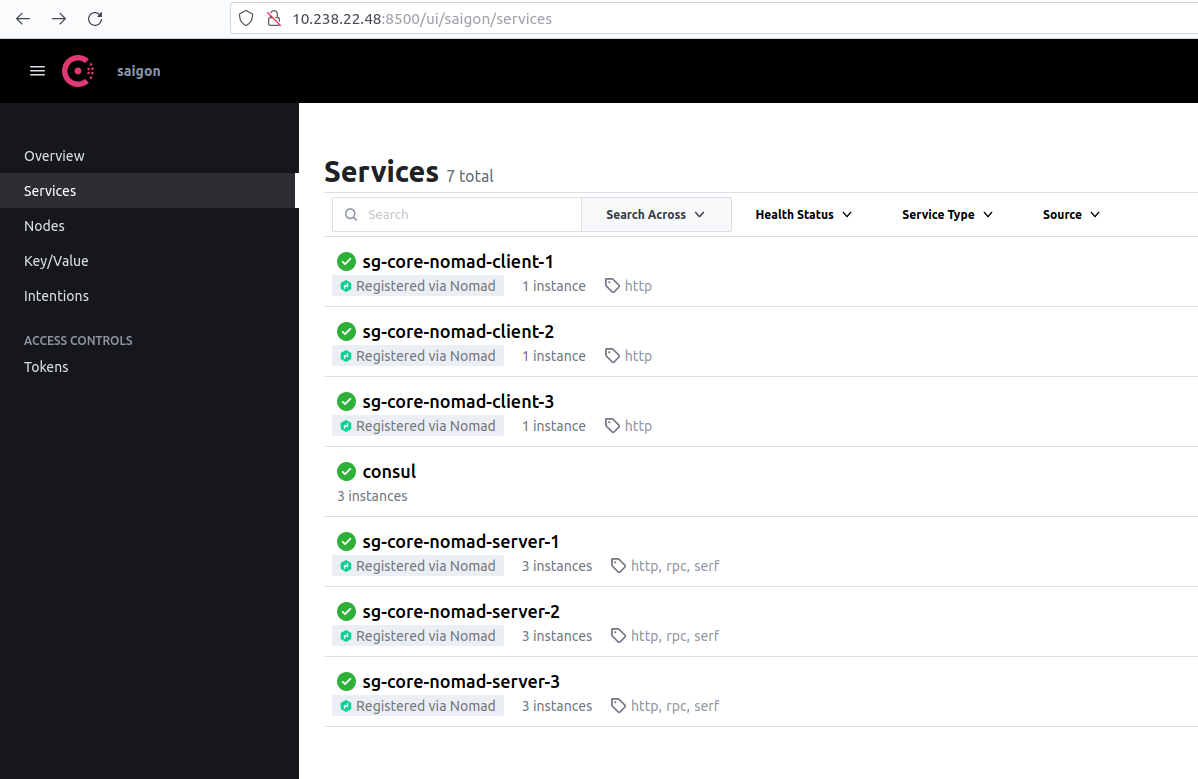 10.238.22.48:8500/ui/saigon/services
saigon
Overview
Services
Nodes
Key/Value
Intentions
ACCESS CONTROLS
Tokens
Services 7 total
Search Search Across Health Status Service Type Source
sg-core-nomad-client-1
Registered via Nomad 1 instance http
sg-core-nomad-client-2
Registered via Nomad 1 instance http
sg-core-nomad-client-3
Registered via Nomad 1 instance http
consul
3 instances
sg-core-nomad-server-1
Registered via Nomad 3 instances http, rpc, serf
sg-core-nomad-server-2
Registered via Nomad 3 instances http, rpc, serf
sg-core-nomad-server-3
Registered via Nomad 3 instances http, rpc, serf